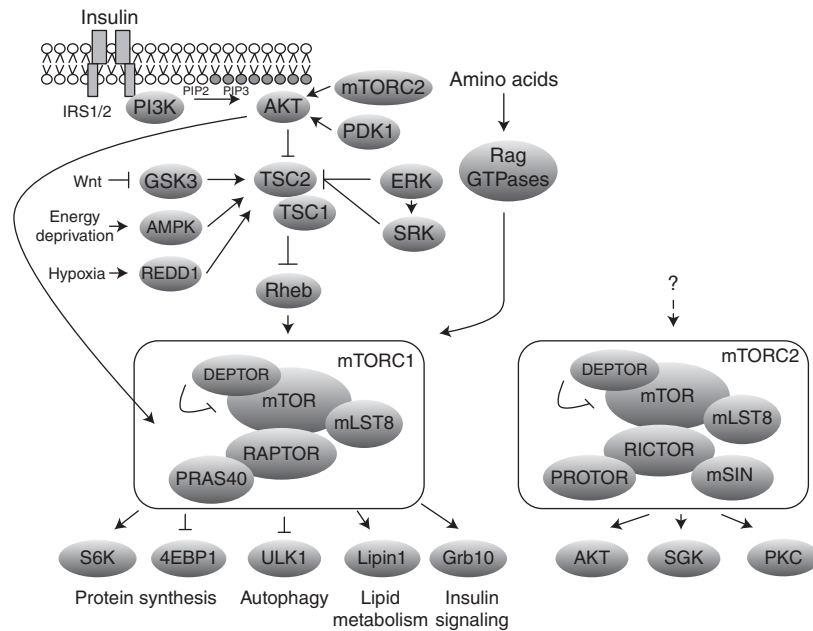 Insulin
PIP2
PIP3
IRS1/2
PI3K
AKT
mTORC2
PDK1
Amino acids
Rag
GTPases
Wnt
GSK3
TSC2
ERK
TSC1
Energy
deprivation
AMPK
SRK
Hypoxia
REDD1
Rheb
?
mTORC1
DEPTOR
mTOR
mLST8
RAPTOR
PRAS40
mTORC2
DEPTOR
mTOR
mLST8
RICTOR
PROTOR
mSIN
S6K
4EBP1
ULK1
Lipin1
Grb10
AKT
SGK
PKC
Protein synthesis
Autophagy
Lipid
metabolism
Insulin
signaling